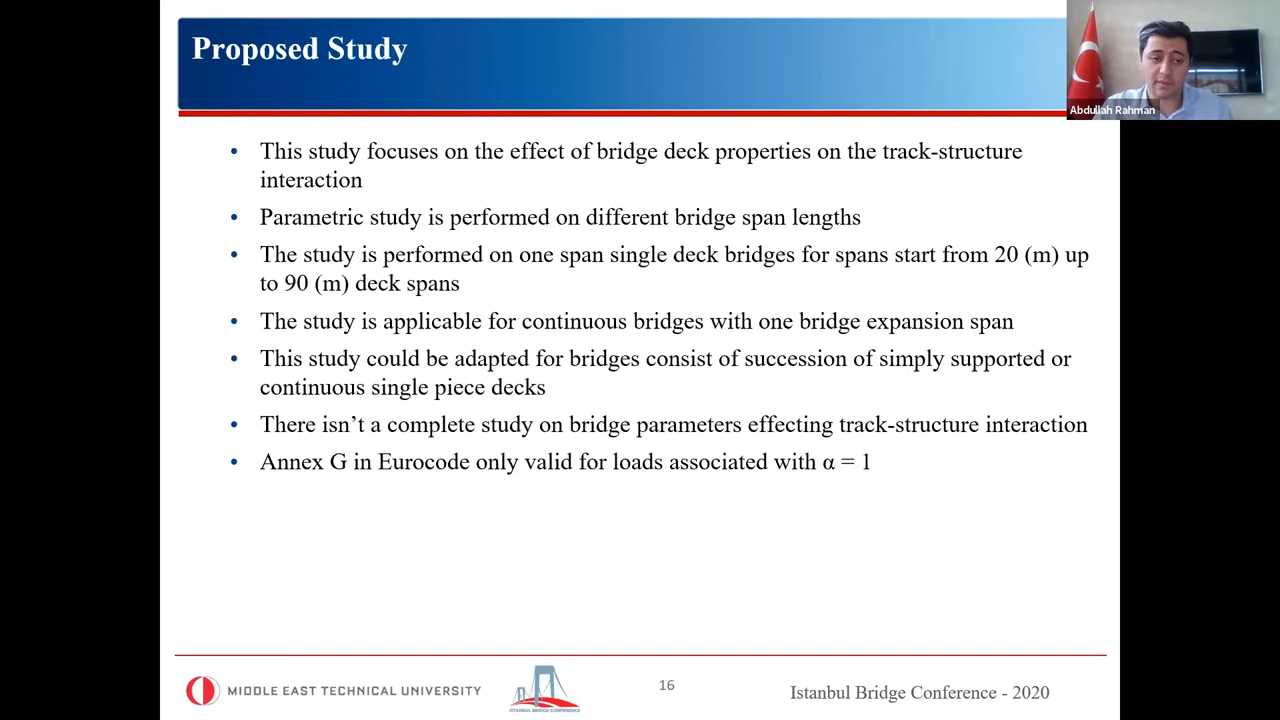 Proposed Study
Abdullah Rahman
• This study focuses on the effect of bridge deck properties on the track-structure
interaction
• Parametric study is performed on different bridge span lengths
• The study is performed on one span single deck bridges for spans start from 20 (m) up
to 90 (m) deck spans
• The study is applicable for continuous bridges with one bridge expansion span
• This study could be adapted for bridges consist of succession of simply supported or
continuous single piece decks
• There isn’t a complete study on bridge parameters effecting track-structure interaction
• Annex G in Eurocode only valid for loads associated with α = 1
MIDDLE EAST TECHNICAL UNIVERSITY
ISTANBUL BRIDGE CONFERENCE
16
Istanbul Bridge Conference - 2020